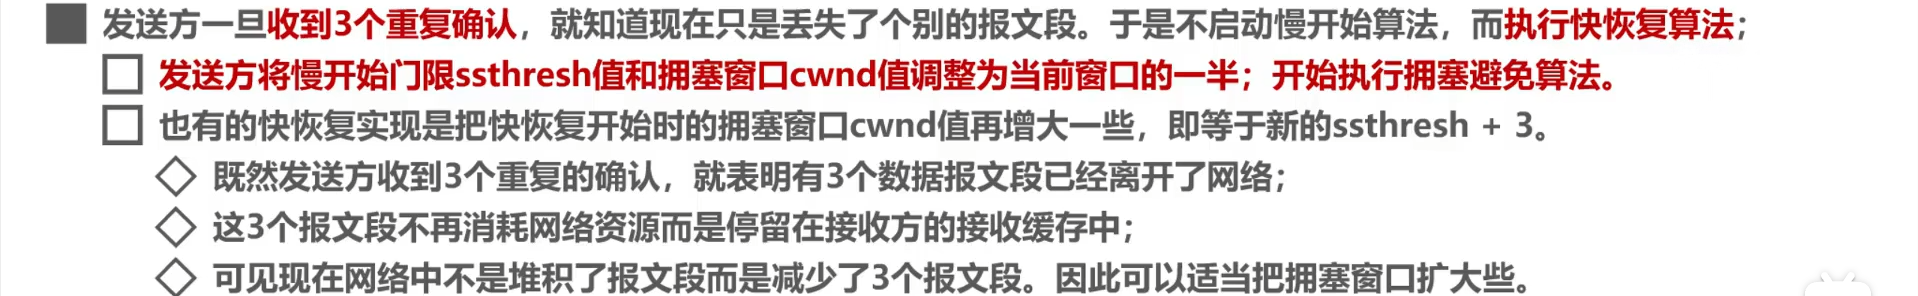 发送方一旦收到3个重复确认，就知道现在只是丢失了个别的报文段。于是不启动慢开始算法，而执行快恢复算法；
发送方将慢开始门限ssthresh值和拥塞窗口cwnd值调整为当前窗口的一半；开始执行拥塞避免算法。
也有的快恢复实现是把快恢复开始时的拥塞窗口cwnd值再增大一些，即等于新的ssthresh + 3。
既然发送方收到3个重复的确认，就表明有3个数据报文段已经离开了网络；
这3个报文段不再消耗网络资源而是停留在接收方的接收缓存中；
可见现在网络中不是堆积了报文段而是减少了3个报文段。因此可以适当把拥塞窗口扩大些。